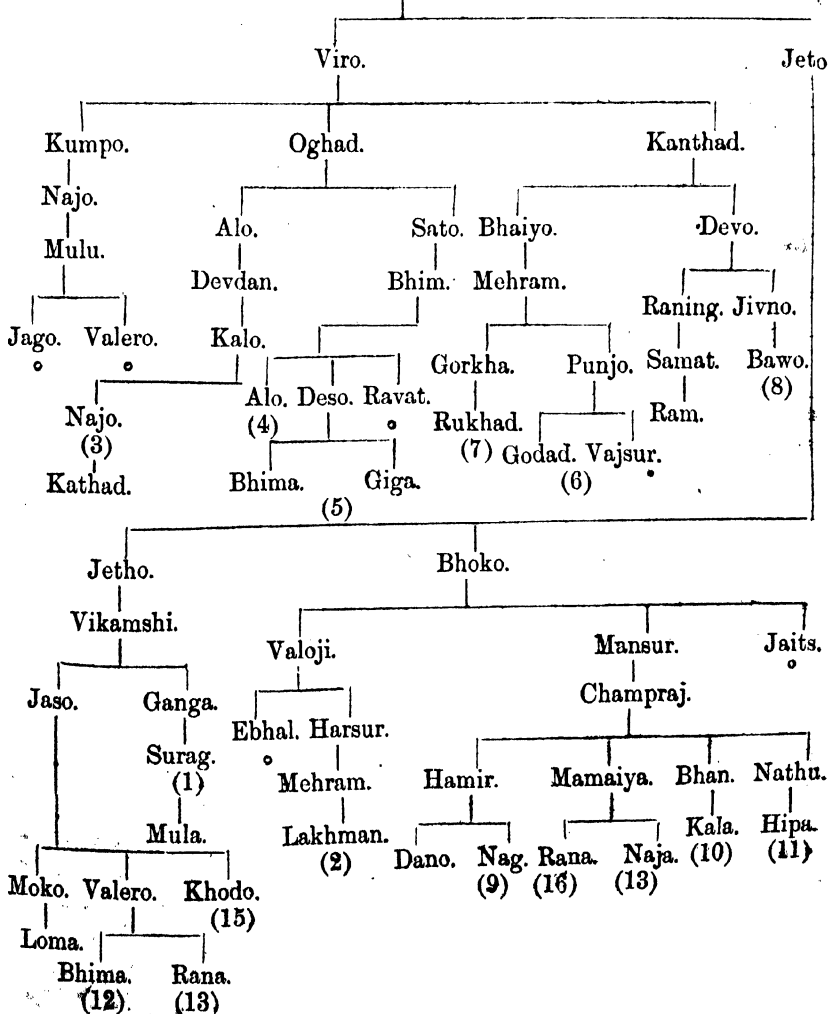 Viro. Jeto
Kumpo. Oghad. Kanthad.
Najo.
Alo. Sato. Bhaiyo. Devo.
Mulu.
Devdan. Bhim. Mehram.
Raning. Jivno.
Jago. Valero. Kalo.
Gorkha. Punjo. Samat. Bawo.
(8)
Alo. Deso. Ravat.
Najo. (4) Rukhad. Ram.
(3) (7) Godad. Vajsur.
Kathad. Bhima. Giga. (6)
(5)
Jetho. Bhoko.
Vikamshi.
Valoji. Mansur. Jaits.
Jaso. Ganga. Champraj.
Ebhal. Harsur.
Surag.
(1) Mehram. Hamir. Mamaiya. Bhan. Nathu.
Mula. Lakhman. Kala. Hipa.
(2) Dano. Nag. Rana. Naja. (10) (11)
(9) (16) (13)
Moko. Valero. Khodo.
(15)
Loma.
Bhima. Rana.
(12). (13)